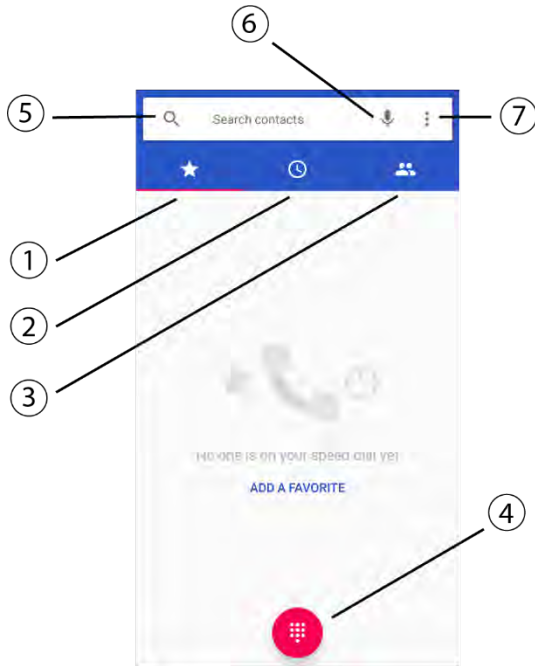 ⑥
⑤
Search contacts
⑦
①
②
③
No one is on your speed dial yet
ADD A FAVORITE
④